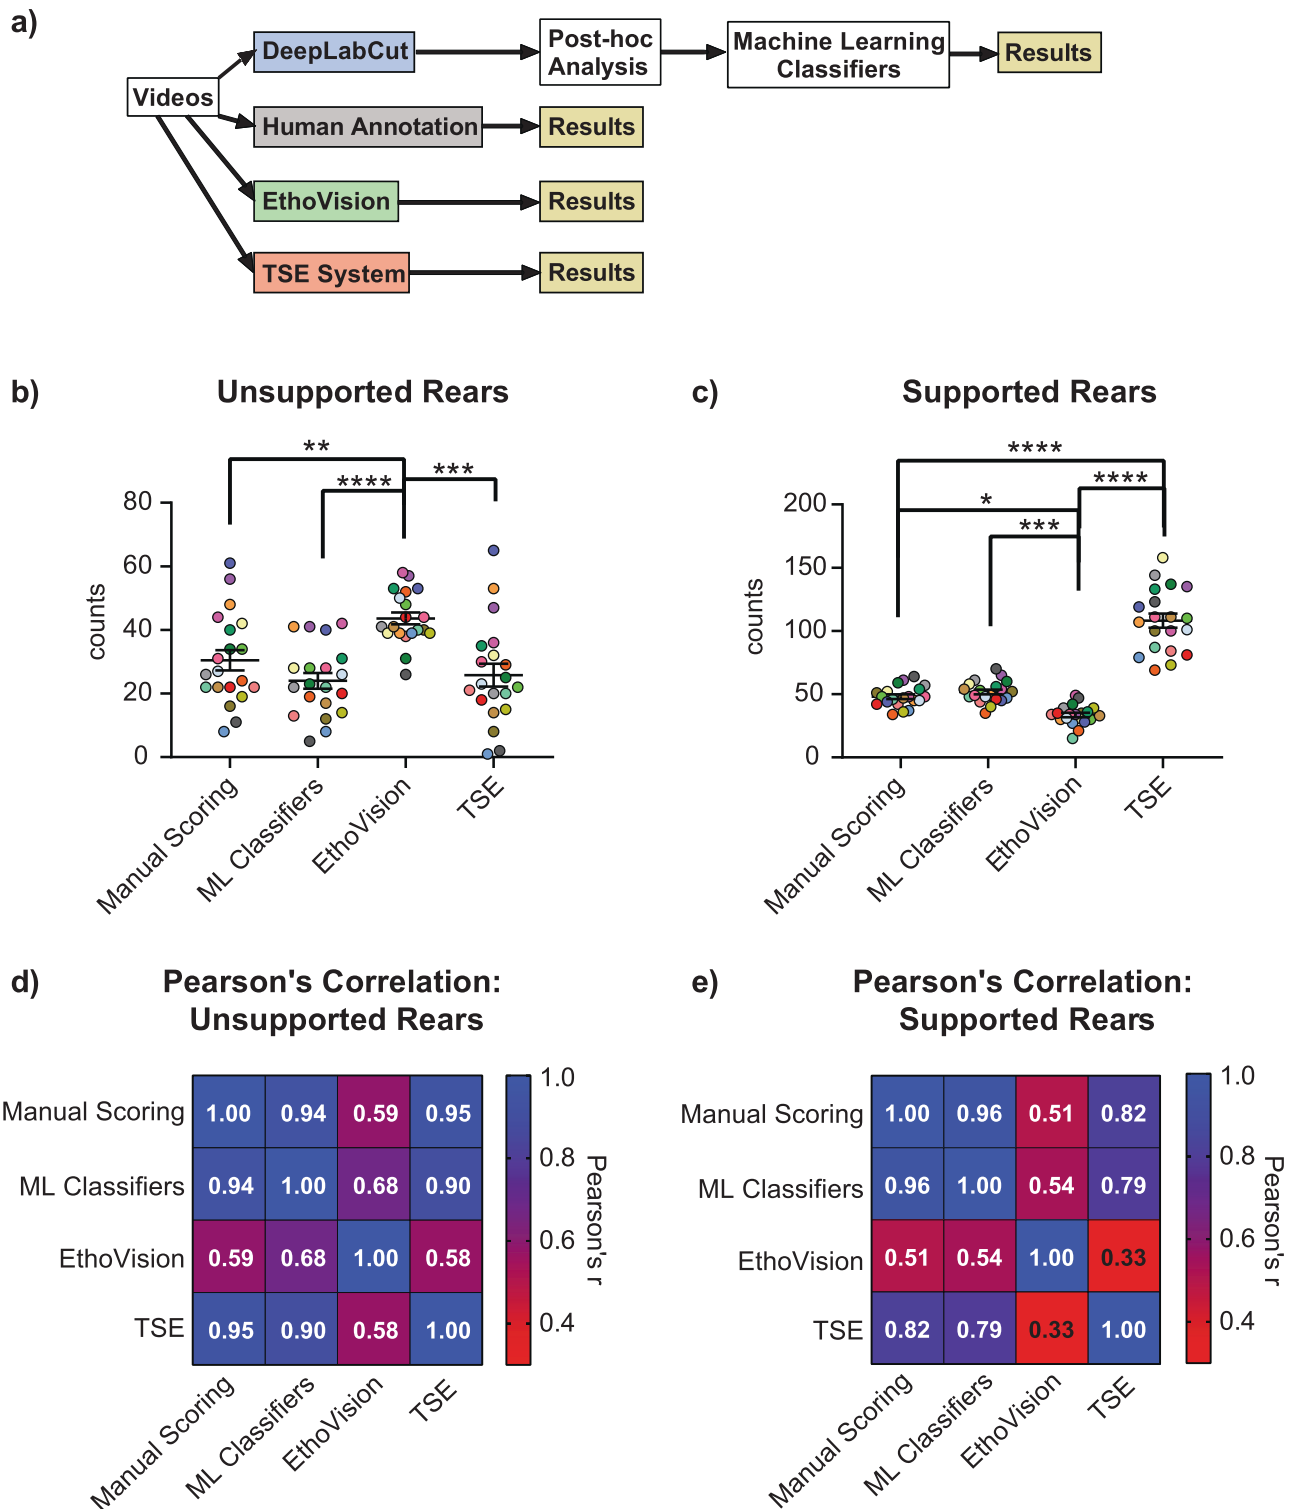 a)
Videos
DeepLabCut
Post-hoc
Analysis
Machine Learning
Classifiers
Results
Human Annotation
Results
EthoVision
Results
TSE System
Results
b)
Unsupported Rears
**
****
***
counts
80
60
40
20
0
Manual Scoring
ML Classifiers
EthoVision
TSE
c)
Supported Rears
****
****
*
***
counts
200
150
100
50
0
Manual Scoring
ML Classifiers
EthoVision
TSE
d)
Pearson's Correlation:
Unsupported Rears
Manual Scoring
1.00 0.94 0.59 0.95
ML Classifiers
0.94 1.00 0.68 0.90
EthoVision
0.59 0.68 1.00 0.58
TSE
0.95 0.90 0.58 1.00
Manual Scoring
ML Classifiers
EthoVision
TSE
1.0
0.8
0.6
0.4
Pearson's r
e)
Pearson's Correlation:
Supported Rears
Manual Scoring
1.00 0.96 0.51 0.82
ML Classifiers
0.96 1.00 0.54 0.79
EthoVision
0.51 0.54 1.00 0.33
TSE
0.82 0.79 0.33 1.00
Manual Scoring
ML Classifiers
EthoVision
TSE
1.0
0.8
0.6
0.4
Pearson's r